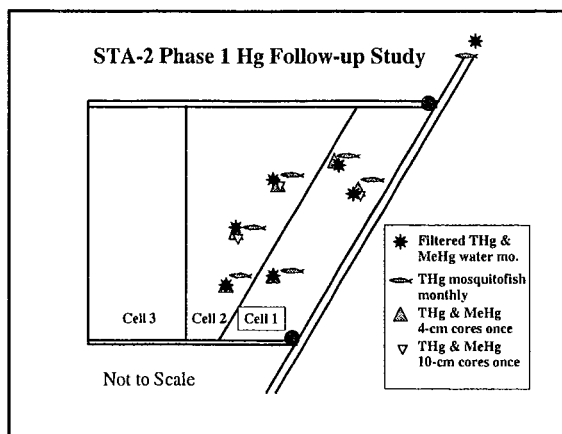 STA-2 Phase 1 Hg Follow-up Study
Filtered THg &
MeHg water mo.
THg mosquitofish
monthly
THg & MeHg
4-cm cores once
THg & MeHg
10-cm cores once
Cell 3
Cell 2
Cell 1
Not to Scale